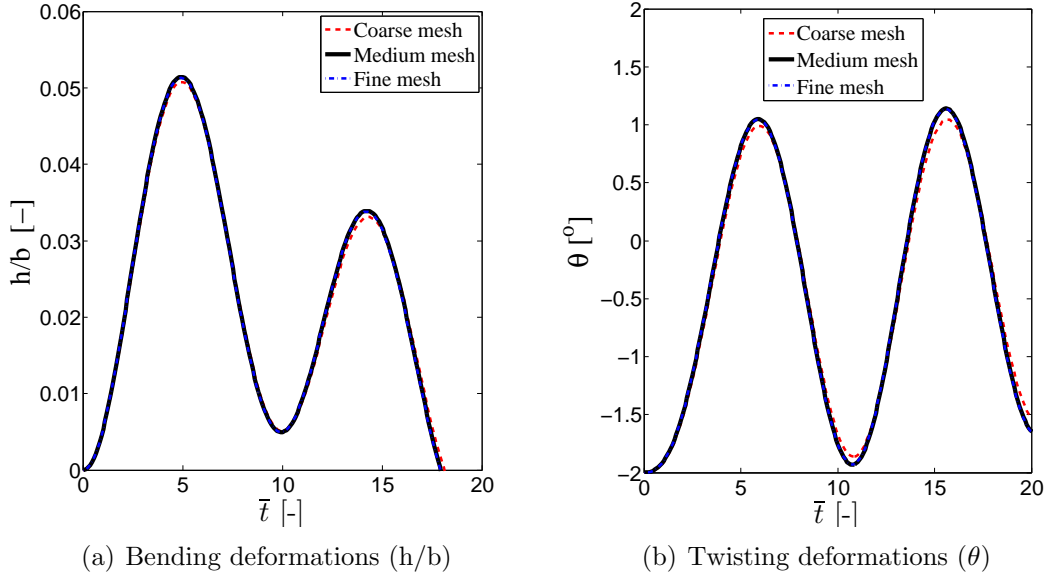 0.06
0.05
0.04
0.03
0.02
0.01
0
h/b [−]
Coarse mesh
Medium mesh
Fine mesh
0 5 10 15 20
t̅ [-]
(a) Bending deformations (h/b)
2
1.5
1
0.5
0
−0.5
−1
−1.5
−2
θ [o]
Coarse mesh
Medium mesh
Fine mesh
0 5 10 15 20
t̅ [-]
(b) Twisting deformations (θ)